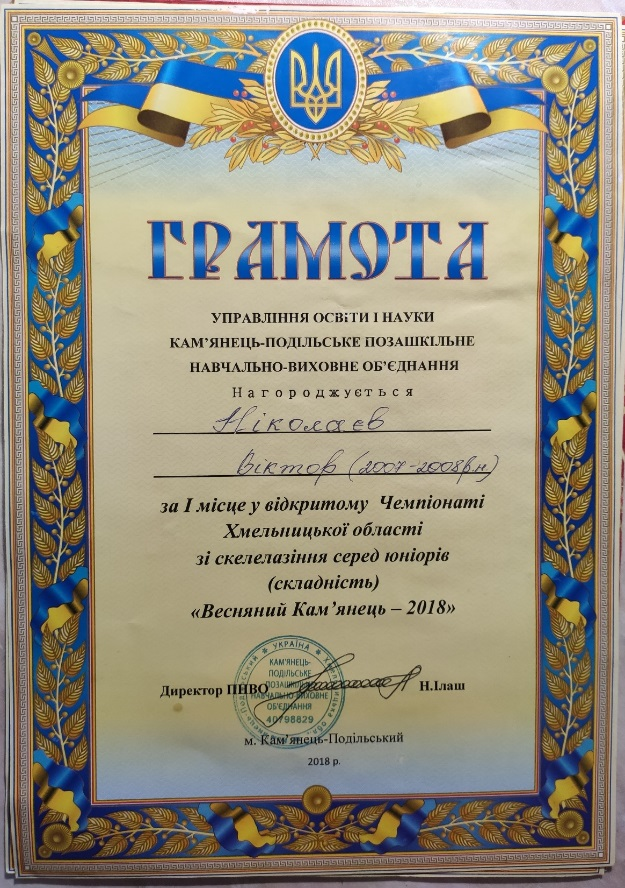 ГРАМОТА
УПРАВЛІННЯ ОСВіТИ І НАУКИ
КАМ’ЯНЕЦЬ-ПОДІЛЬСЬКЕ ПОЗАШКІЛЬНЕ
НАВЧАЛЬНО-ВИХОВНЕ ОБ’ЄДНАННЯ
Нагороджується
Ніколаєв
Віктор (2007-2008р.н)
за І місце у відкритому Чемпіонаті
Хмельницької області
зі скелелазіння серед юніорів
(складність)
«Весняний Кам’янець – 2018»
УКРАЇНА
КАМ'ЯНЕЦЬ-
ПОДІЛЬСЬКЕ
ПОЗАШКІЛЬНЕ
НАВЧАЛЬНО-ВИХОВНЕ
ОБ'ЄДНАННЯ
40798829
Директор ПНВО Н.Ілаш
м. Кам’янець-Подільський
2018 р.